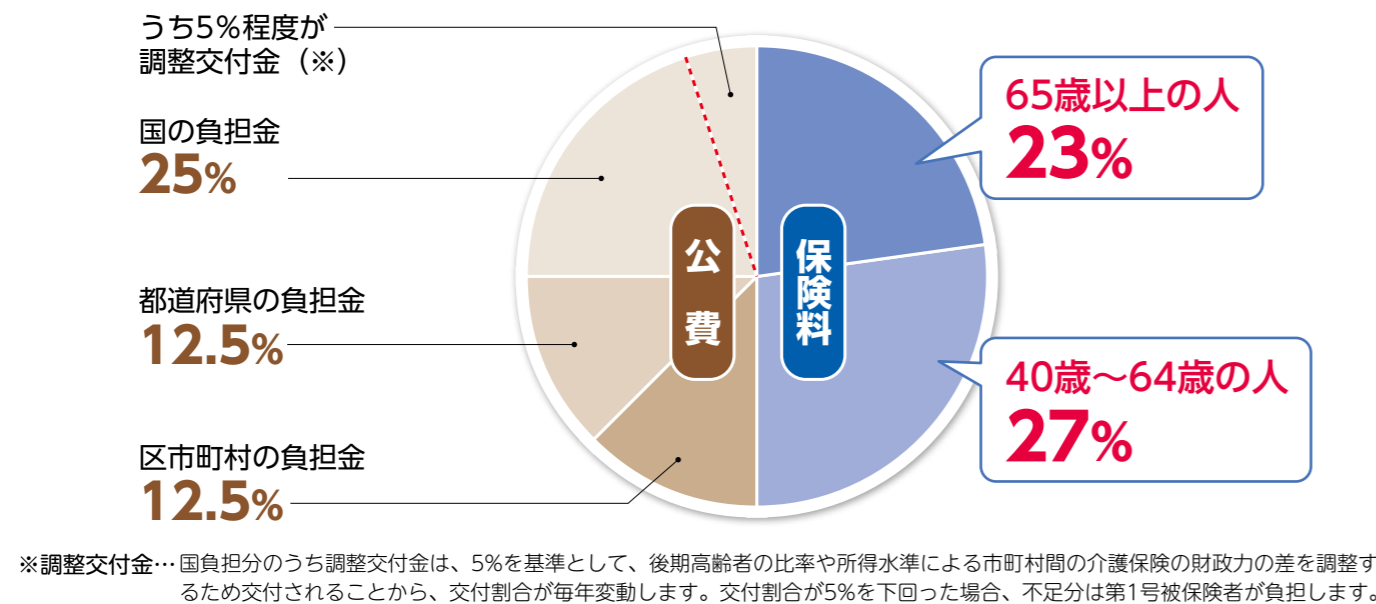 うち5％程度が
調整交付金（※）
国の負担金
25%
都道府県の負担金
12.5%
区市町村の負担金
12.5%
公費
保険料
65歳以上の人
23%
40歳～64歳の人
27%
※調整交付金…国負担分のうち調整交付金は、5％を基準として、後期高齢者の比率や所得水準による市町村間の介護保険の財政力の差を調整す
るため交付されることから、交付割合が毎年変動します。交付割合が5％を下回った場合、不足分は第1号被保険者が負担します。